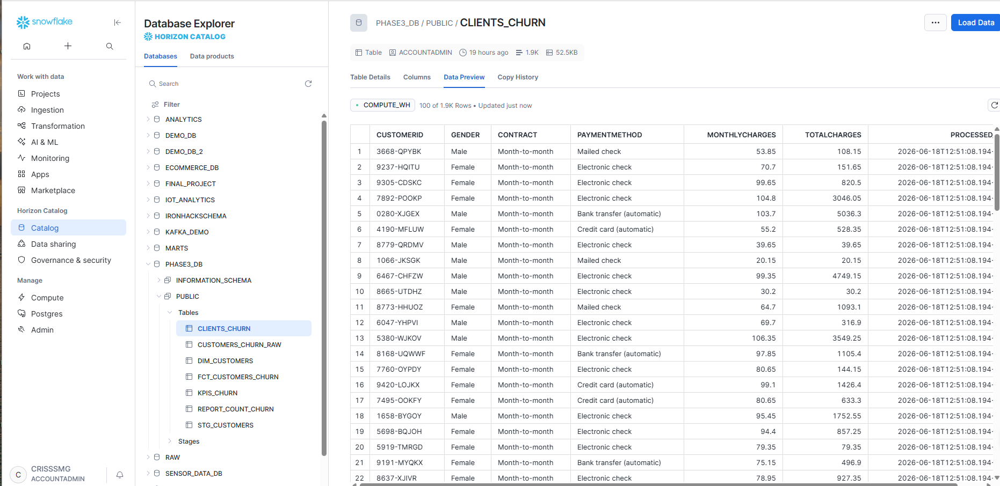 snowflake
Work with data
Projects
Ingestion
Transformation
AI & ML
Monitoring
Apps
Marketplace
Horizon Catalog
Catalog
Data sharing
Governance & security
Manage
Compute
Postgres
Admin
C
CRISSSMG
ACCOUNTADMIN
Database Explorer
HORIZON CATALOG
Databases Data products
Search
Filter
ANALYTICS
DEMO_DB
DEMO_DB_2
ECOMMERCE_DB
FINAL_PROJECT
IOT_ANALYTICS
IRONHACKSCHEMA
KAFKA_DEMO
MARTS
PHASE3_DB
INFORMATION_SCHEMA
PUBLIC
Tables
CLIENTS_CHURN
CUSTOMERS_CHURN_RAW
DIM_CUSTOMERS
FCT_CUSTOMERS_CHURN
KPIS_CHURN
REPORT_COUNT_CHURN
STG_CUSTOMERS
Stages
RAW
SENSOR_DATA_DB
PHASE3_DB / PUBLIC / CLIENTS_CHURN
... Load Data
Table ACCOUNTADMIN 19 hours ago 1.9K 52.5KB
Table Details Columns Data Preview Copy History
COMPUTE_WH 100 of 1.9K Rows • Updated just now
CUSTOMERID GENDER CONTRACT PAYMENTMETHOD MONTHLYCHARGES TOTALCHARGES PROCESSED_
1 3668-QPYBK Male Month-to-month Mailed check 53.85 108.15 2026-06-18T12:51:08.194-
2 9237-HQITU Female Month-to-month Electronic check 70.7 151.65 2026-06-18T12:51:08.194-
3 9305-CDSKC Female Month-to-month Electronic check 99.65 820.5 2026-06-18T12:51:08.194-
4 7892-POOKP Female Month-to-month Electronic check 104.8 3046.05 2026-06-18T12:51:08.194-
5 0280-XJGEX Male Month-to-month Bank transfer (automatic) 103.7 5036.3 2026-06-18T12:51:08.194-
6 4190-MFLUW Female Month-to-month Credit card (automatic) 55.2 528.35 2026-06-18T12:51:08.194-
7 8779-QRDMV Male Month-to-month Electronic check 39.65 39.65 2026-06-18T12:51:08.194-
8 1066-JKSGK Male Month-to-month Mailed check 20.15 20.15 2026-06-18T12:51:08.194-
9 6467-CHFZW Male Month-to-month Electronic check 99.35 4749.15 2026-06-18T12:51:08.194-
10 8665-UTDHZ Male Month-to-month Electronic check 30.2 30.2 2026-06-18T12:51:08.194-
11 8773-HHUOZ Female Month-to-month Mailed check 64.7 1093.1 2026-06-18T12:51:08.194-
12 6047-YHPVI Male Month-to-month Electronic check 69.7 316.9 2026-06-18T12:51:08.194-
13 5380-WJKOV Male Month-to-month Electronic check 106.35 3549.25 2026-06-18T12:51:08.194-
14 8168-UQWWF Female Month-to-month Bank transfer (automatic) 97.85 1105.4 2026-06-18T12:51:08.194-
15 7760-OYPDY Female Month-to-month Electronic check 80.65 144.15 2026-06-18T12:51:08.194-
16 9420-LOJKX Female Month-to-month Credit card (automatic) 99.1 1426.4 2026-06-18T12:51:08.194-
17 7495-OOKFY Female Month-to-month Credit card (automatic) 80.65 633.3 2026-06-18T12:51:08.194-
18 1658-BYGOY Male Month-to-month Electronic check 95.45 1752.55 2026-06-18T12:51:08.194-
19 5698-BQJOH Female Month-to-month Electronic check 94.4 857.25 2026-06-18T12:51:08.194-
20 5919-TMRGD Female Month-to-month Electronic check 79.35 79.35 2026-06-18T12:51:08.194-
21 9191-MYQKX Female Month-to-month Bank transfer (automatic) 75.15 496.9 2026-06-18T12:51:08.194-
22 8637-XJIVR Female Month-to-month Electronic check 78.95 927.35 2026-06-18T12:51:08.194-